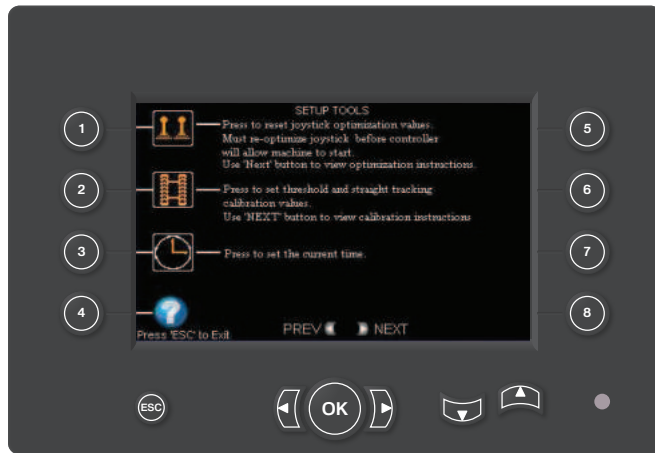 SETUP TOOLS
1
Press to reset joystick optimization values.
Must re-optimize joystick before controller
will allow machine to start.
Use 'Next' button to view optimization instructions.
5
2
Press to set threshold and straight tracking
calibration values.
Use 'NEXT' button to view calibration instructions
6
3
Press to set the current time.
7
4
?
Press 'ESC' to Exit
PREV NEXT
8
ESC
OK